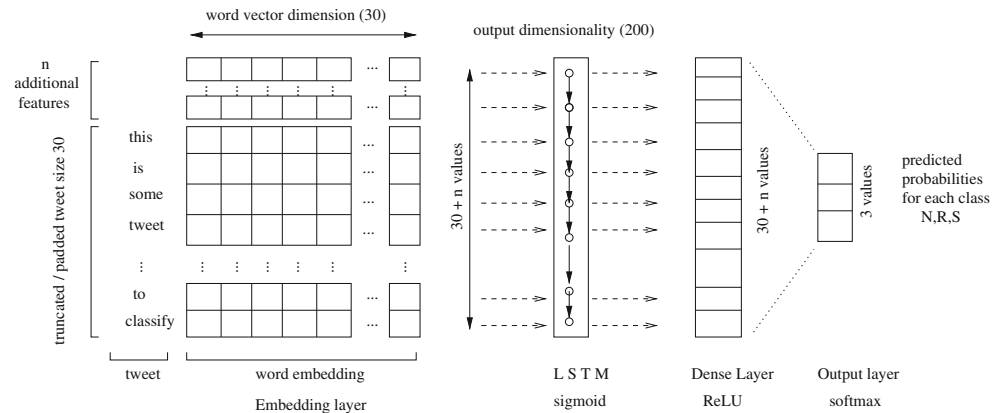 word vector dimension (30)
output dimensionality (200)
n
additional
features
...
...
truncated / padded tweet size 30
this
is
some
tweet
...
to
classify
...
...
...
...
...
...
30 + n values
30 + n values
3 values
predicted
probabilities
for each class
N,R,S
tweet
word embedding
Embedding layer
L S T M
sigmoid
Dense Layer
ReLU
Output layer
softmax